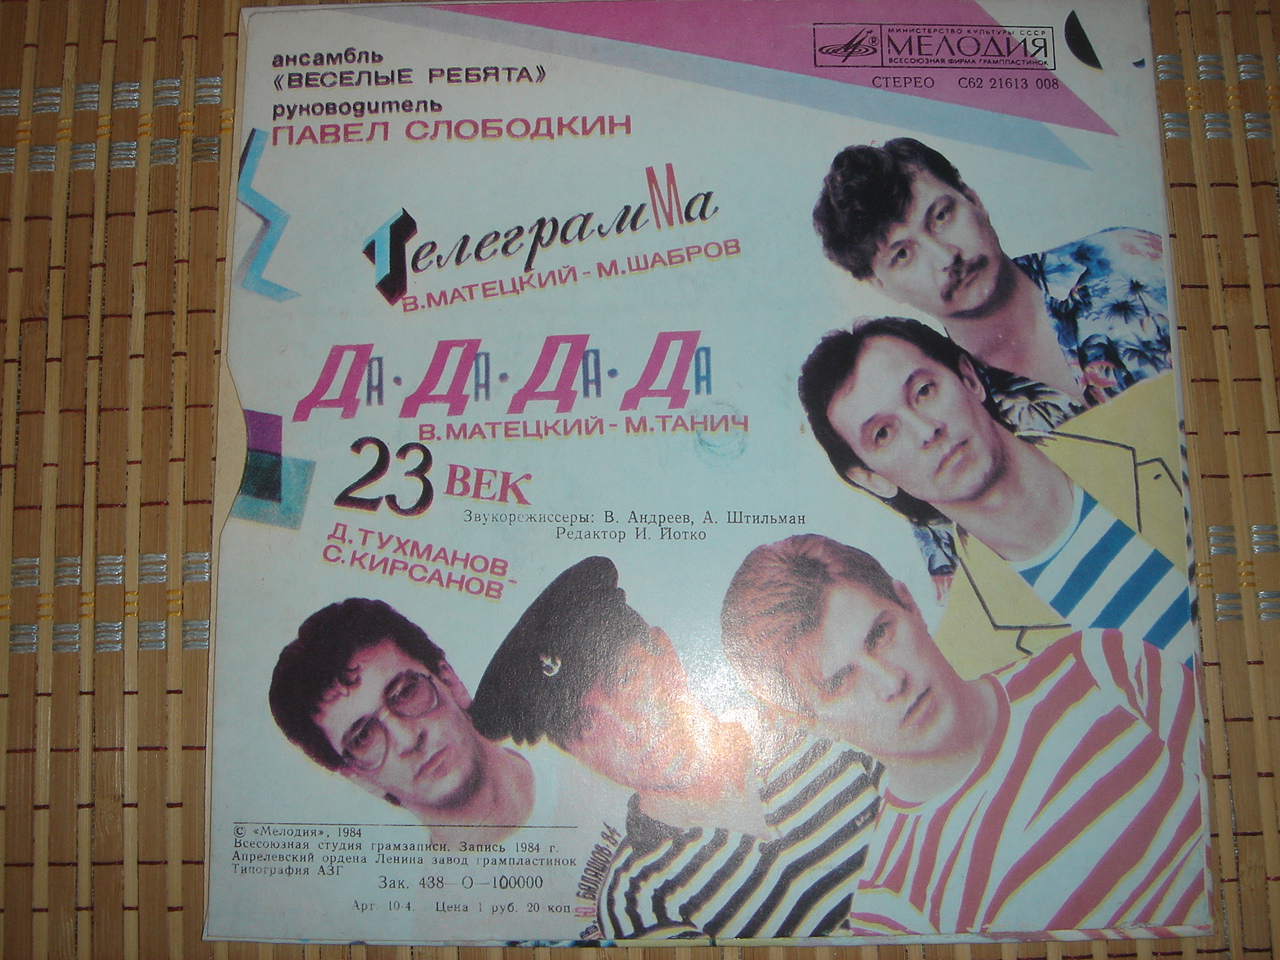 ансамбль
«ВЕСЕЛЫЕ РЕБЯТА»
руководитель
ПАВЕЛ СЛОБОДКИН
МИНИСТЕРСТВО КУЛЬТУРЫ СССР
МЕЛОДИЯ
ВСЕСОЮЗНАЯ ФИРМА ГРАМПЛАСТИНОК
СТЕРЕО С62 21613 008
ТелеграмМа
В.МАТЕЦКИЙ - М.ШАБРОВ
ДА·ДА·ДА·ДА
В.МАТЕЦКИЙ - М.ТАНИЧ
23 ВЕК
Звукорежиссеры: В. Андреев, А. Штильман
Редактор И. Йотко
Д.ТУХМАНОВ-
С.КИРСАНОВ
© «Мелодия», 1984
Всесоюзная студия грамзаписи. Запись 1984 г.
Апрелевский ордена Ленина завод грампластинок
Типография АЗГ
Зак. 438—О—100000
Арт 10-4. Цена 1 руб. 20 коп.
Ю. БАЛАШОВ-84